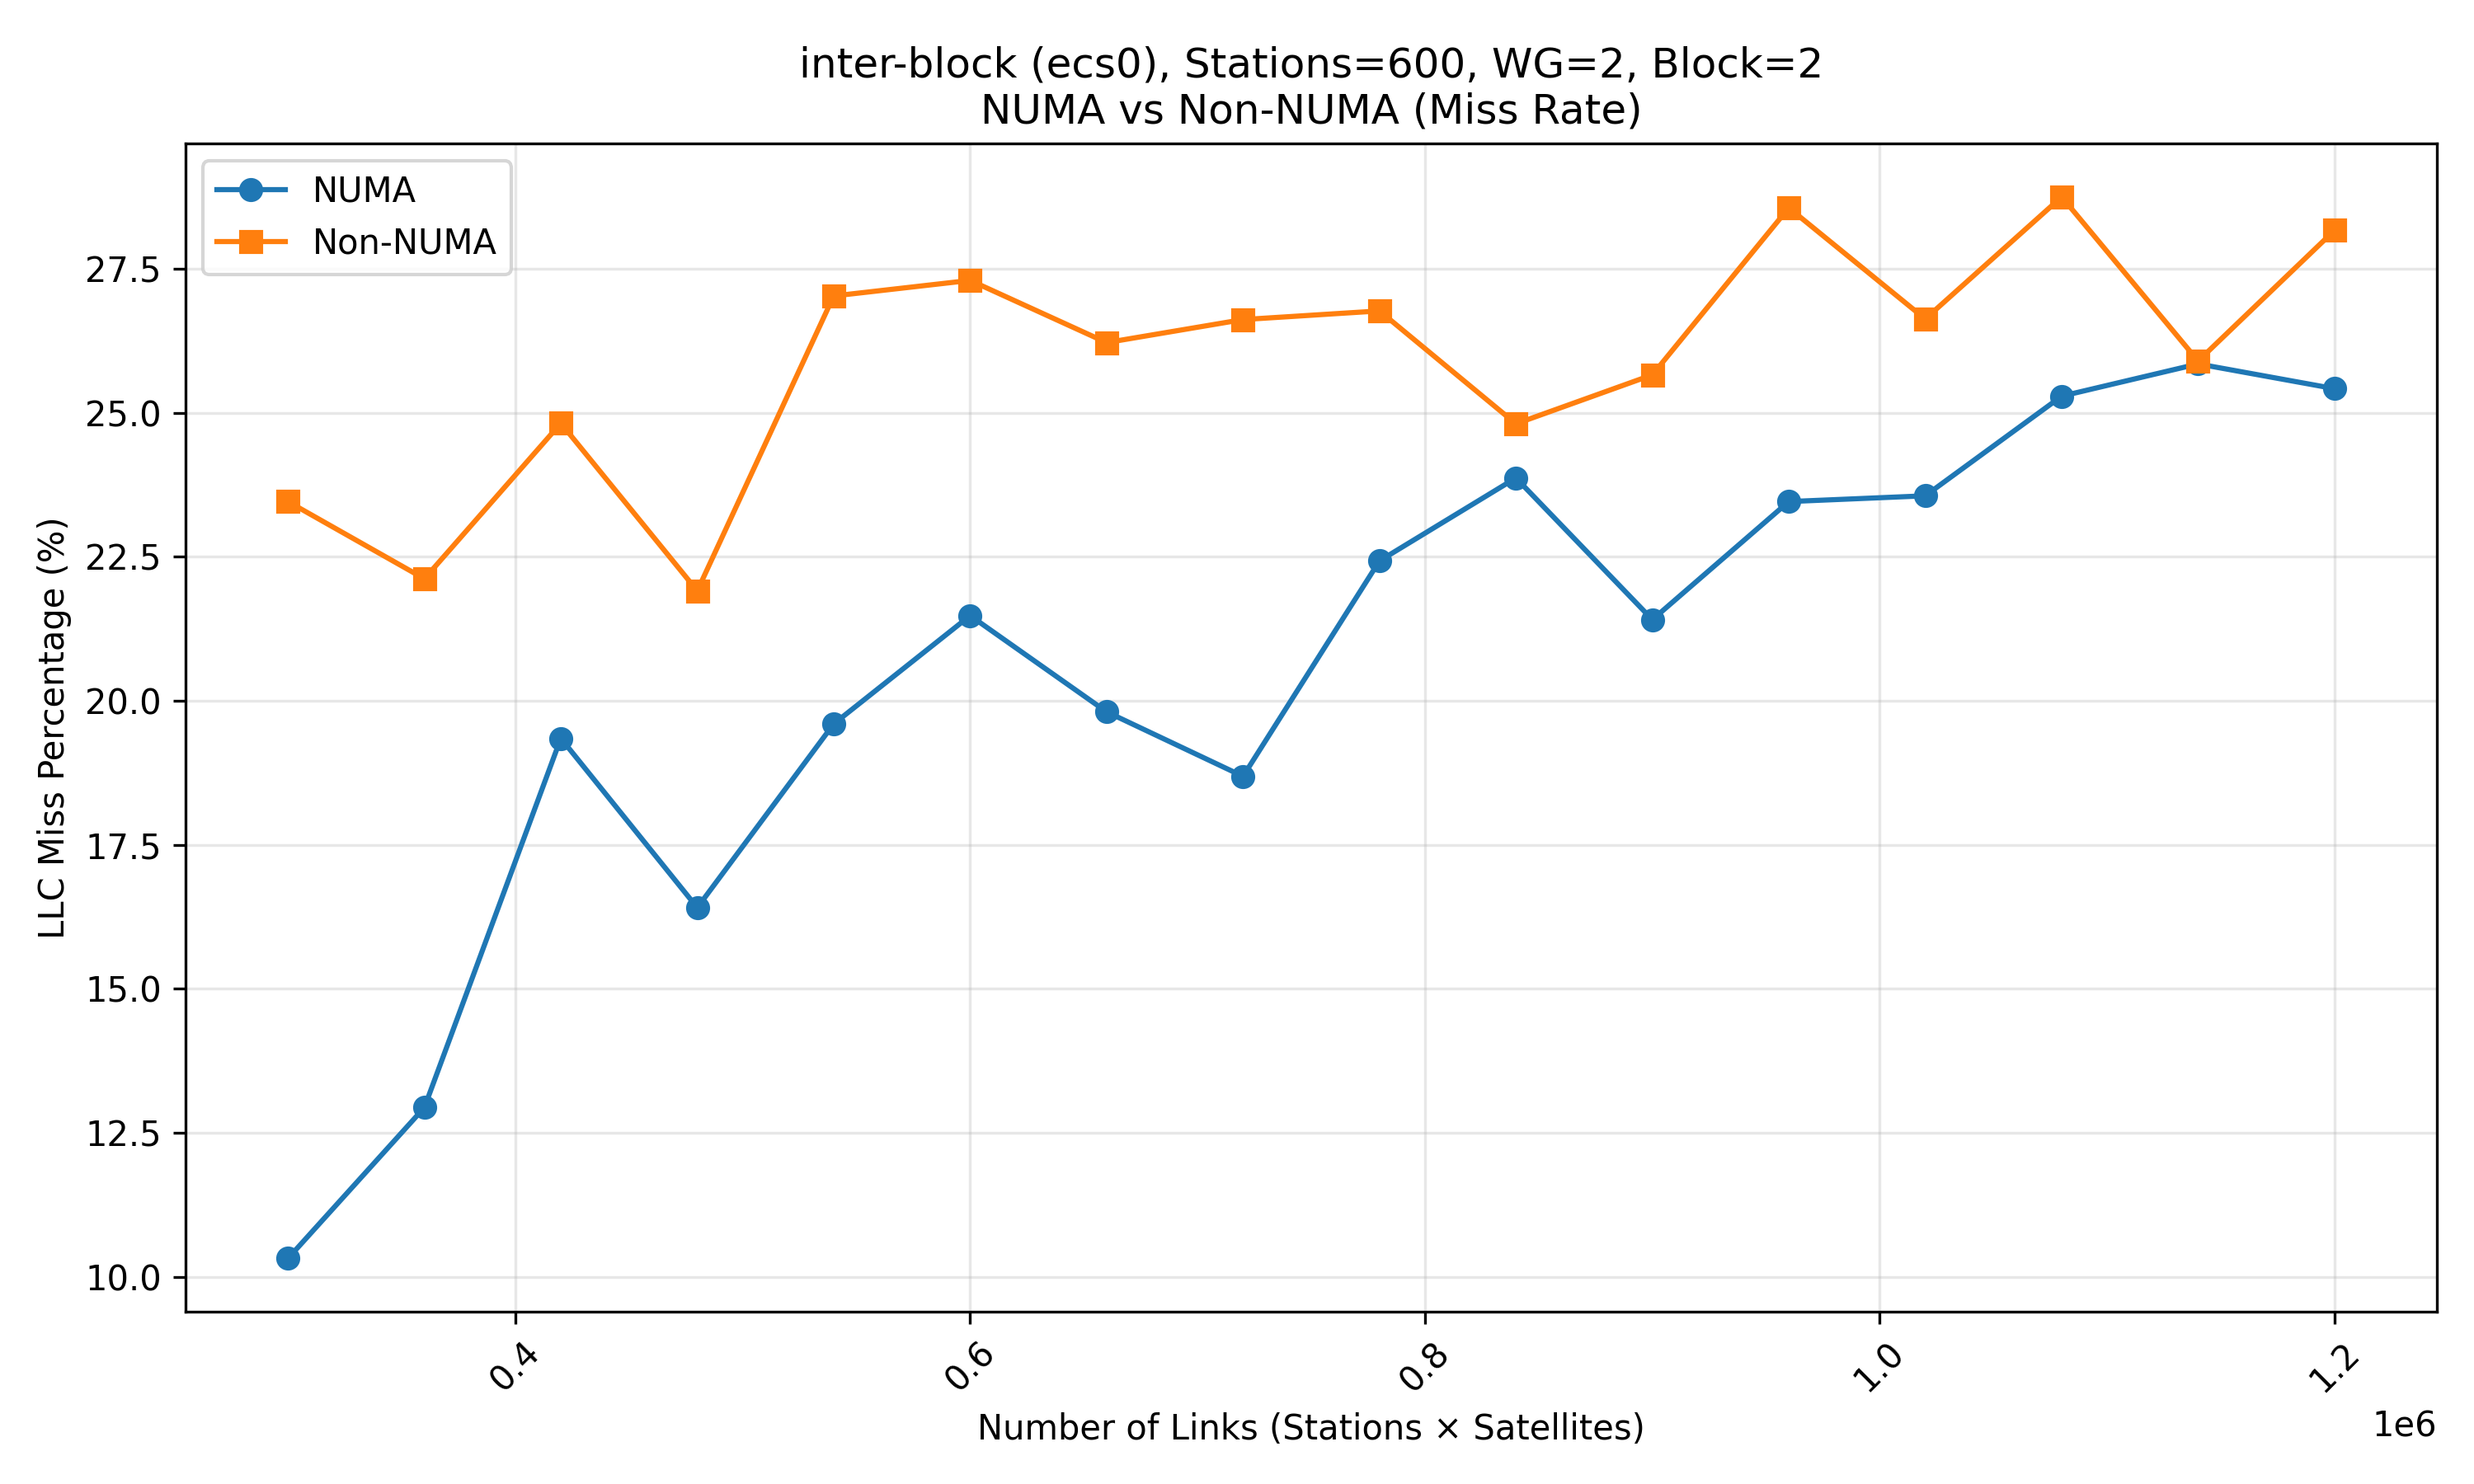 inter-block (ecs0), Stations=600, WG=2, Block=2
NUMA vs Non-NUMA (Miss Rate)
NUMA
Non-NUMA
LLC Miss Percentage (%)
27.5
25.0
22.5
20.0
17.5
15.0
12.5
10.0
0.4
0.6
0.8
1.0
1.2
1e6
Number of Links (Stations × Satellites)